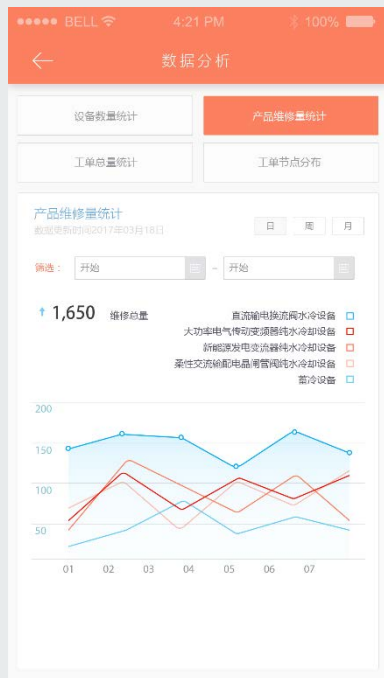 BELL 4:21 PM 100%
数据分析
设备数量统计 产品维修量统计
工单总量统计 工单节点分布
产品维修量统计
数据更新时间2017年03月18日
日 周 月
筛选： 开始 - 开始
1,650 维修总量
直流输电换流阀水冷设备
大功率电气传动变频器纯水冷却设备
新能源发电变流器纯水冷却设备
柔性交流输配电晶闸管阀纯水冷却设备
蓄冷设备
200
150
100
50
01 02 03 04 05 06 07